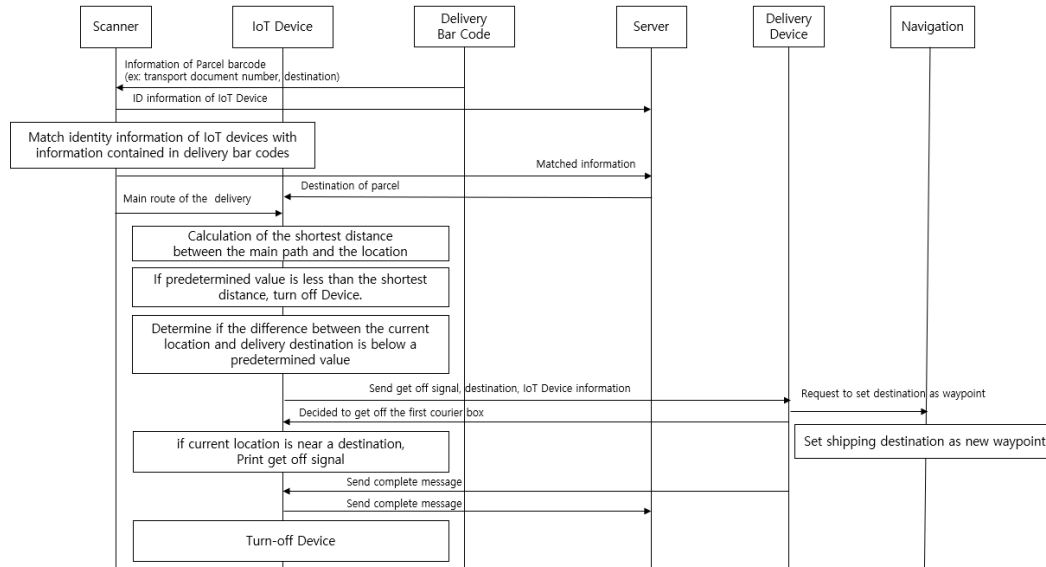 Scanner
IoT Device
Delivery
Bar Code
Server
Delivery
Device
Navigation
Information of Parcel barcode
(ex: transport document number, destination)
ID information of IoT Device
Match identity information of IoT devices with
information contained in delivery bar codes
Matched information
Destination of parcel
Main route of the delivery
Calculation of the shortest distance
between the main path and the location
If predetermined value is less than the shortest
distance, turn off Device.
Determine if the difference between the current
location and delivery destination is below a
predetermined value
Send get off signal, destination, IoT Device information
Request to set destination as waypoint
Decided to get off the first courier box
if current location is near a destination,
Print get off signal
Set shipping destination as new waypoint
Send complete message
Send complete message
Turn-off Device